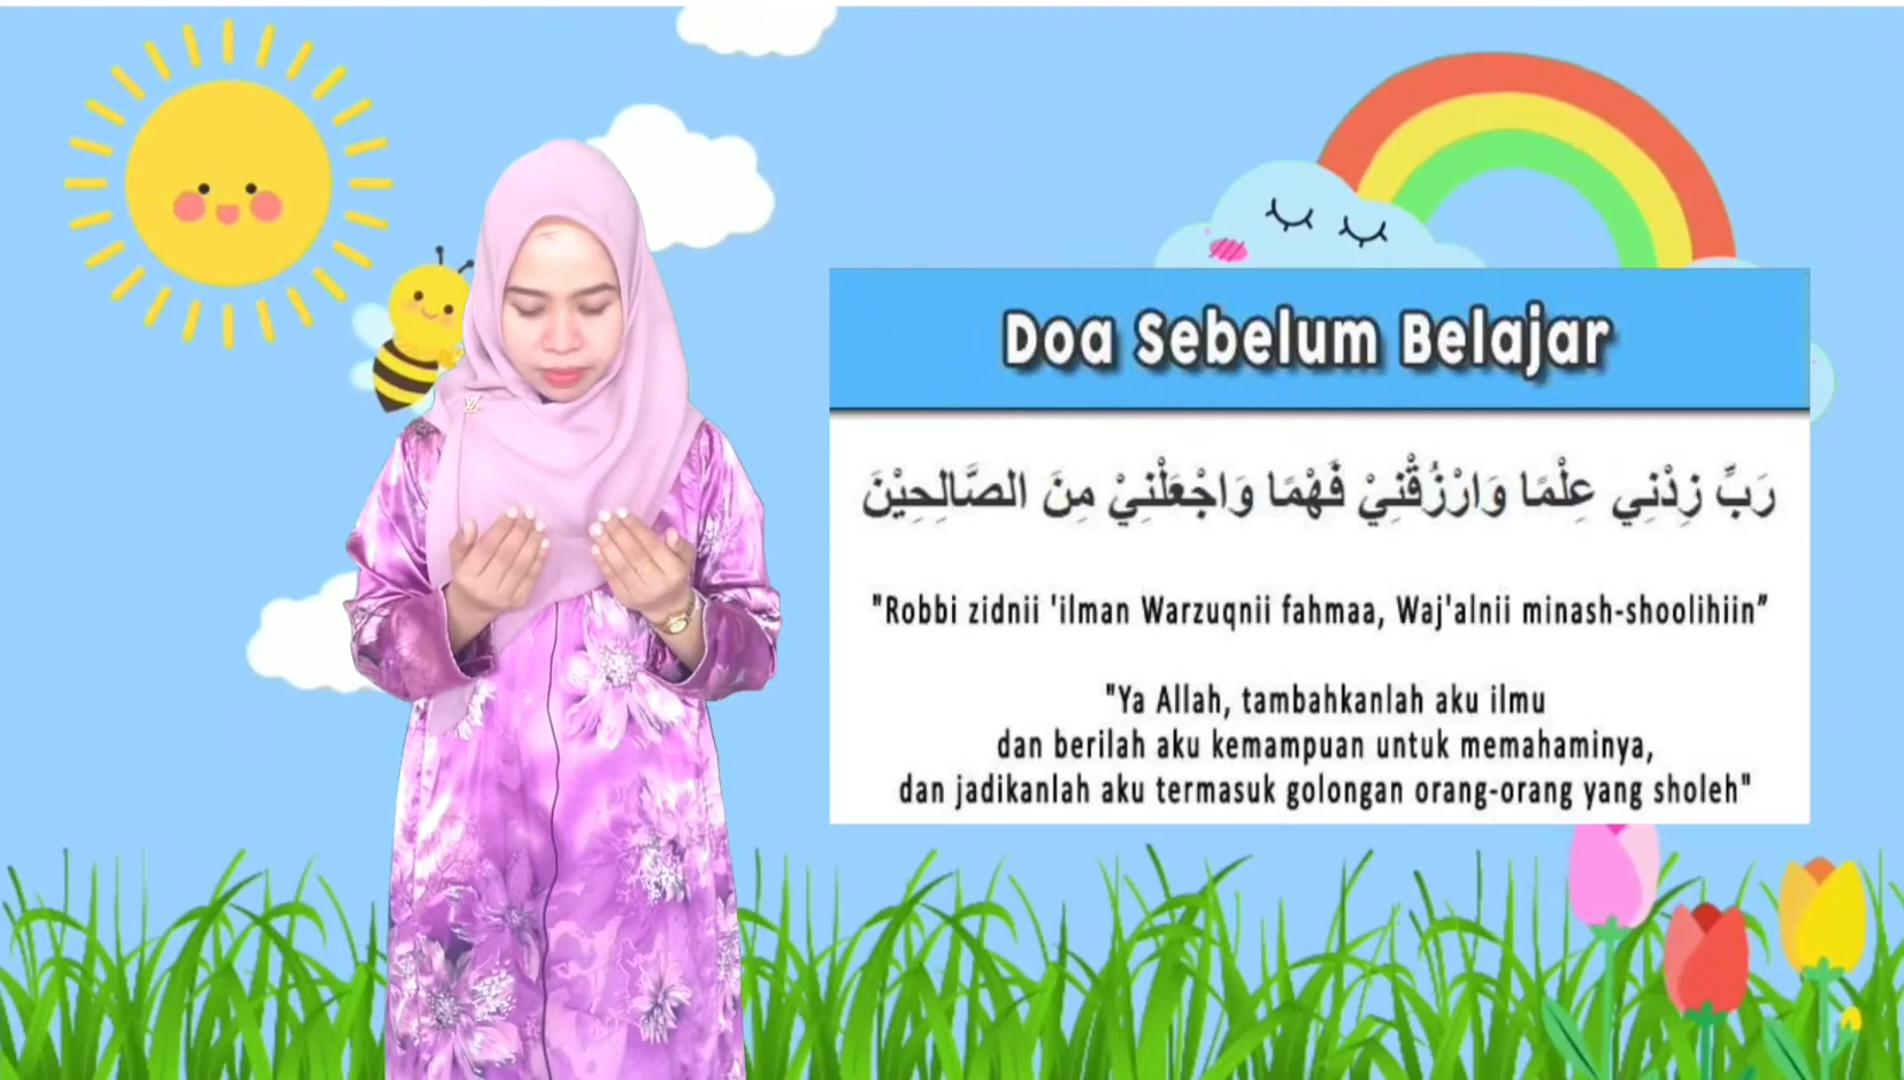 Doa Sebelum Belajar
رَبِّ زِدْنِي عِلْمًا وَارْزُقْنِيْ فَهْمًا وَاجْعَلْنِيْ مِنَ الصَّالِحِيْنَ
"Robbi zidnii 'ilman Warzuqnii fahmaa, Waj'alnii minash-shoolihiin”
"Ya Allah, tambahkanlah aku ilmu
dan berilah aku kemampuan untuk memahaminya,
dan jadikanlah aku termasuk golongan orang-orang yang sholeh"